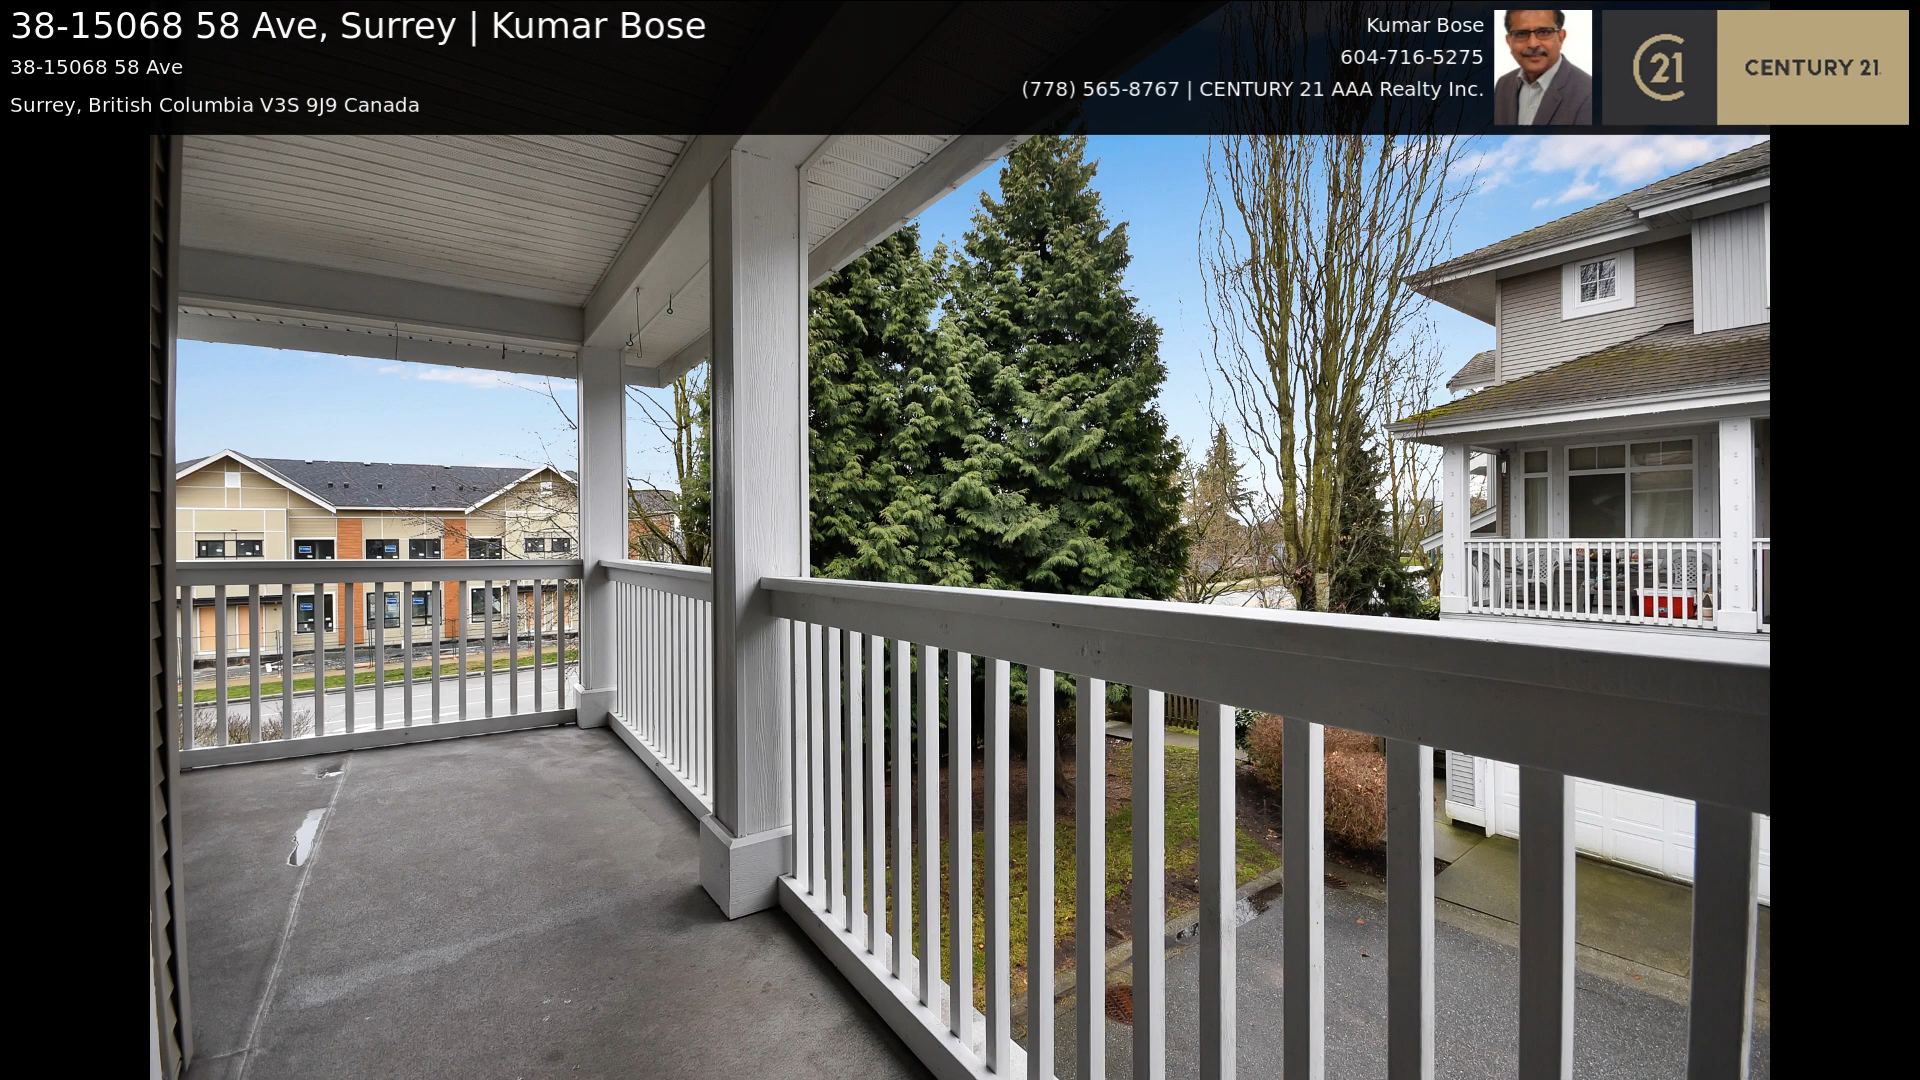 38-15068 58 Ave, Surrey | Kumar Bose
38-15068 58 Ave
Surrey, British Columbia V3S 9J9 Canada
Kumar Bose
604-716-5275
(778) 565-8767 | CENTURY 21 AAA Realty Inc.
C21
CENTURY 21